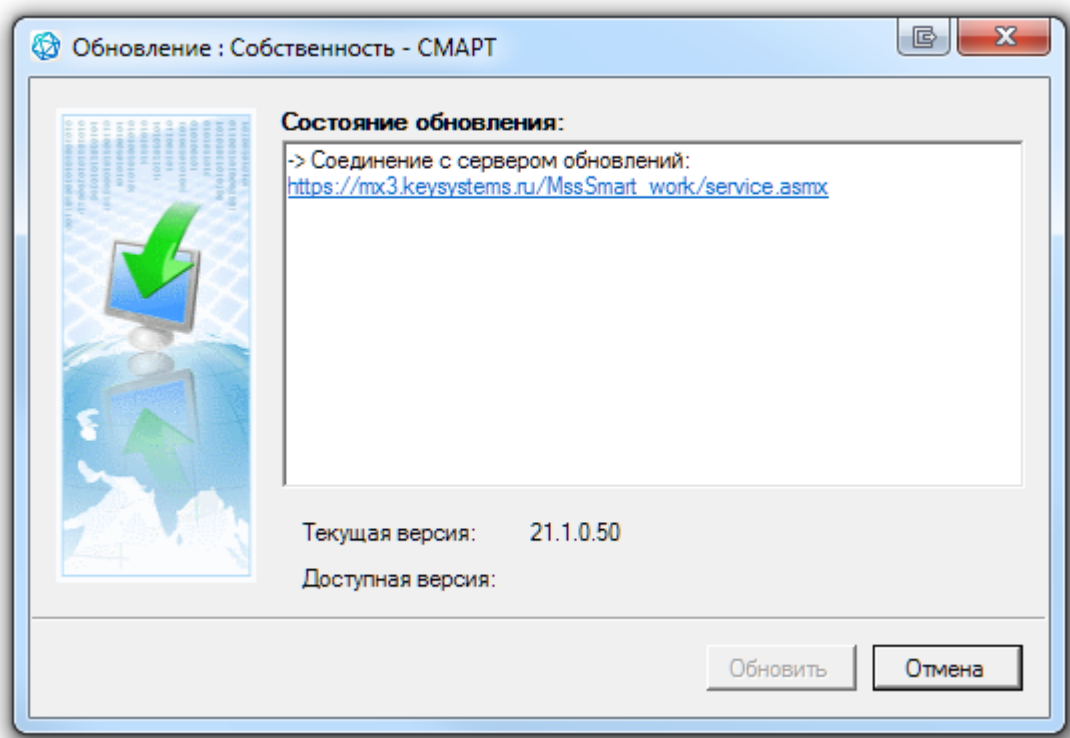 Обновление : Собственность - СМАРТ
Состояние обновления:
-> Соединение с сервером обновлений:
https://mx3.keysystems.ru/MssSmart_work/service.asmx
Текущая версия: 21.1.0.50
Доступная версия:
Обновить Отмена